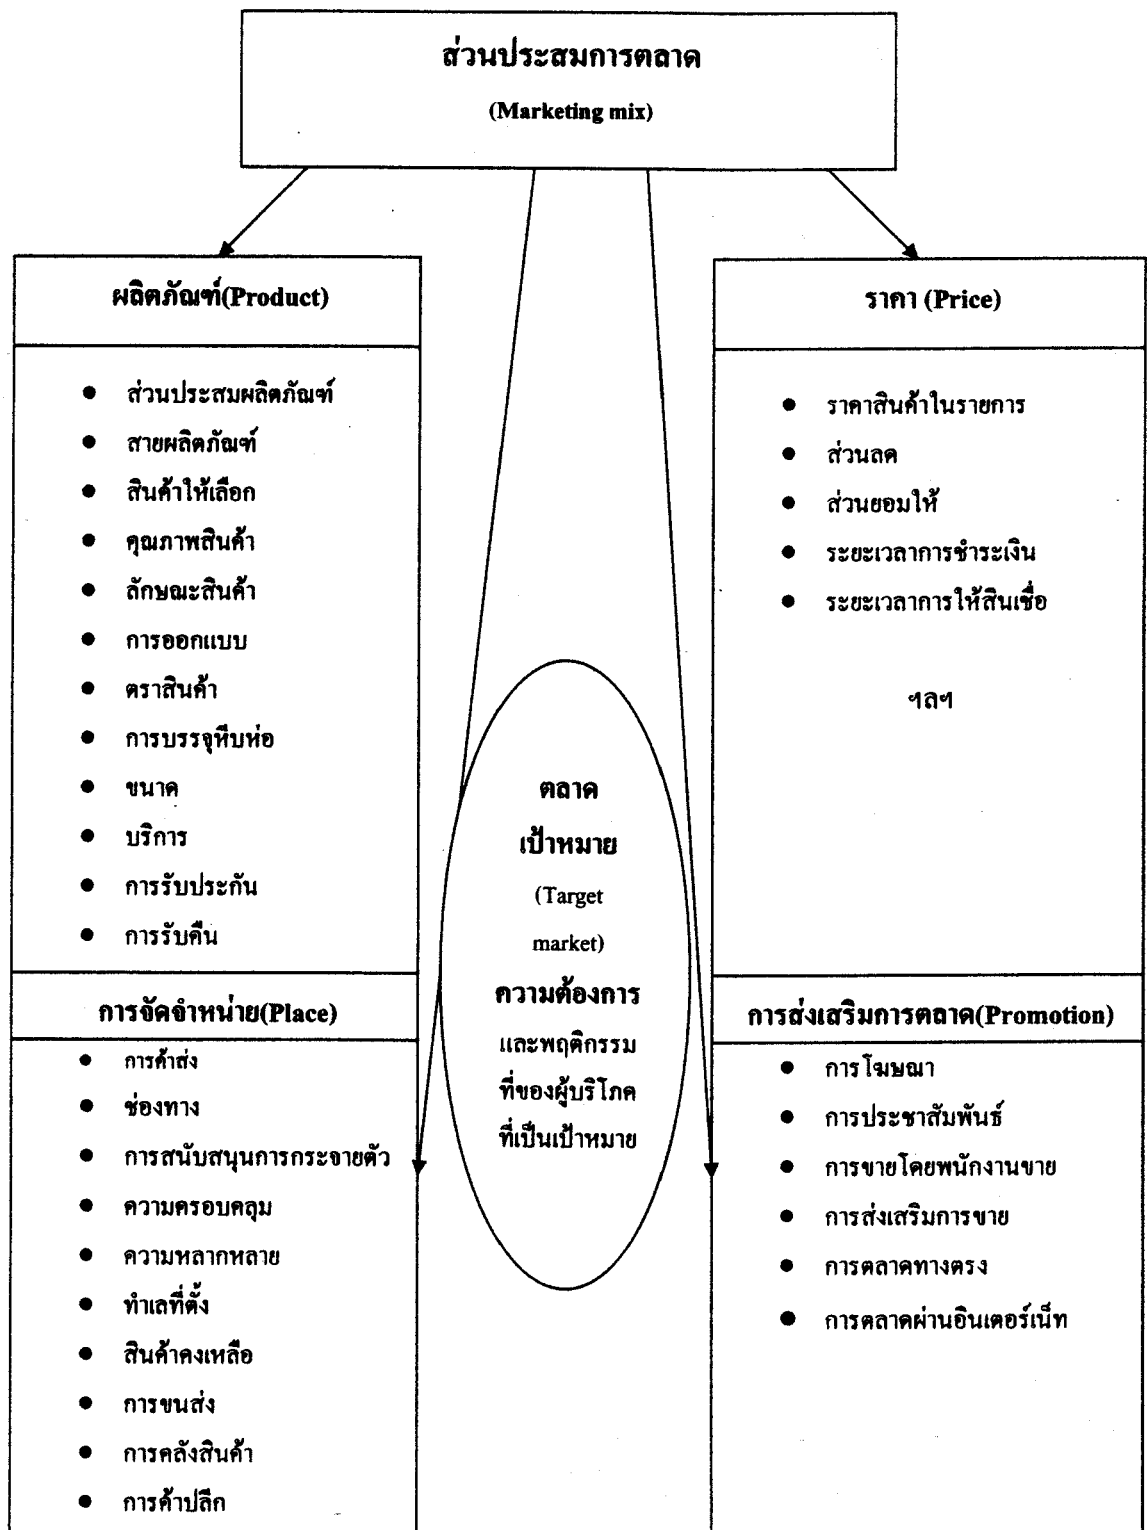 ส่วนประสมการตลาด
(Marketing mix)
ผลิตภัณฑ์(Product)
ส่วนประสมผลิตภัณฑ์
สายผลิตภัณฑ์
สินค้าให้เลือก
คุณภาพสินค้า
ลักษณะสินค้า
การออกแบบ
ตราสินค้า
การบรรจุหีบห่อ
ขนาด
บริการ
การรับประกัน
การรับคืน
ราคา (Price)
ราคาสินค้าในรายการ
ส่วนลด
ส่วนยอมให้
ระยะเวลาการชำระเงิน
ระยะเวลาการให้สินเชื่อ
ฯลฯ
ตลาด
เป้าหมาย
(Target
market)
ความต้องการ
และพฤติกรรม
ที่ของผู้บริโภค
ที่เป็นเป้าหมาย
การจัดจำหน่าย(Place)
การค้าส่ง
ช่องทาง
การสนับสนุนการกระจายตัว
ความครอบคลุม
ความหลากหลาย
ทำเลที่ตั้ง
สินค้าคงเหลือ
การขนส่ง
การคลังสินค้า
การค้าปลีก
การส่งเสริมการตลาด(Promotion)
การโฆษณา
การประชาสัมพันธ์
การขายโดยพนักงานขาย
การส่งเสริมการขาย
การตลาดทางตรง
การตลาดผ่านอินเตอร์เน็ท